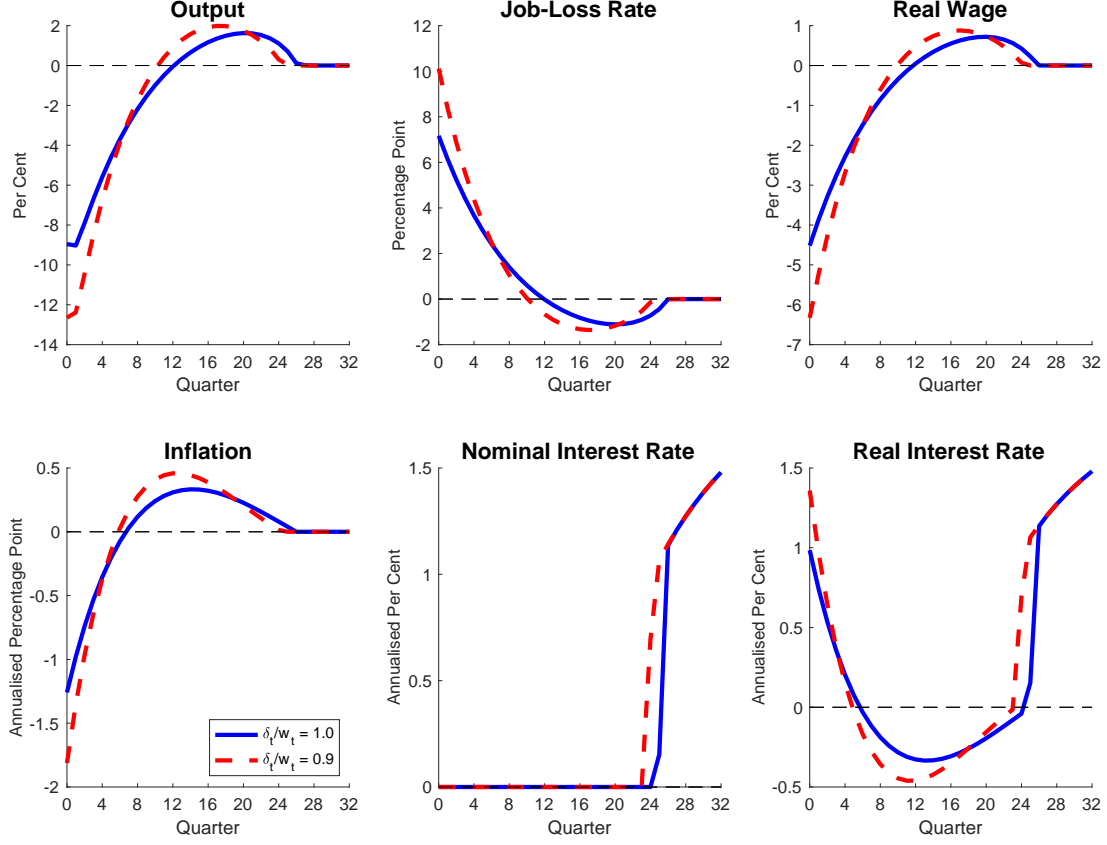 Output
Per Cent
2
0
-2
-4
-6
-8
-10
-12
-14
0 4 8 12 16 20 24 28 32
Quarter
Job-Loss Rate
Percentage Point
12
10
8
6
4
2
0
-2
0 4 8 12 16 20 24 28 32
Quarter
Real Wage
Per Cent
1
0
-1
-2
-3
-4
-5
-6
-7
0 4 8 12 16 20 24 28 32
Quarter
Inflation
Annualised Percentage Point
0.5
0
-0.5
-1
-1.5
-2
δt/wt = 1.0
δt/wt = 0.9
0 4 8 12 16 20 24 28 32
Quarter
Nominal Interest Rate
Annualised Per Cent
1.5
1
0.5
0
0 4 8 12 16 20 24 28 32
Quarter
Real Interest Rate
Annualised Per Cent
1.5
1
0.5
0
-0.5
0 4 8 12 16 20 24 28 32
Quarter